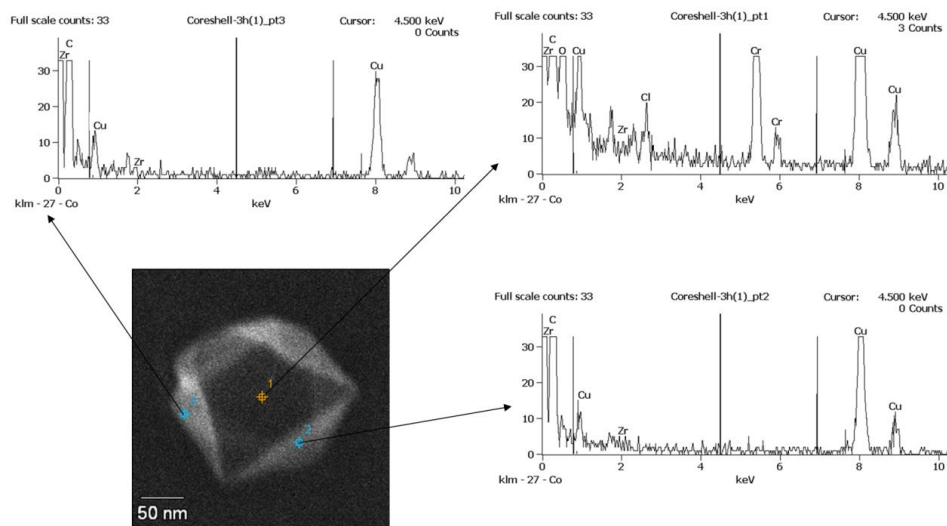 Full scale counts: 33 Coreshell-3h(1)_pt3 Cursor: 4.500 keV
0 Counts
C
Zr
Cu
Cu
Zr
30
20
10
0
0 2 4 6 8 10
keV
klm - 27 - Co
Full scale counts: 33 Coreshell-3h(1)_pt1 Cursor: 4.500 keV
3 Counts
C
Zr O Cu
Cr
Cu
Cl
Cu
Zr
Cr
30
20
10
0
0 2 4 6 8 10
keV
klm - 27 - Co
Full scale counts: 33 Coreshell-3h(1)_pt2 Cursor: 4.500 keV
0 Counts
C
Zr
Cu
Cu
Cu
Zr
30
20
10
0
0 2 4 6 8 10
keV
klm - 27 - Co
1
2
50 nm